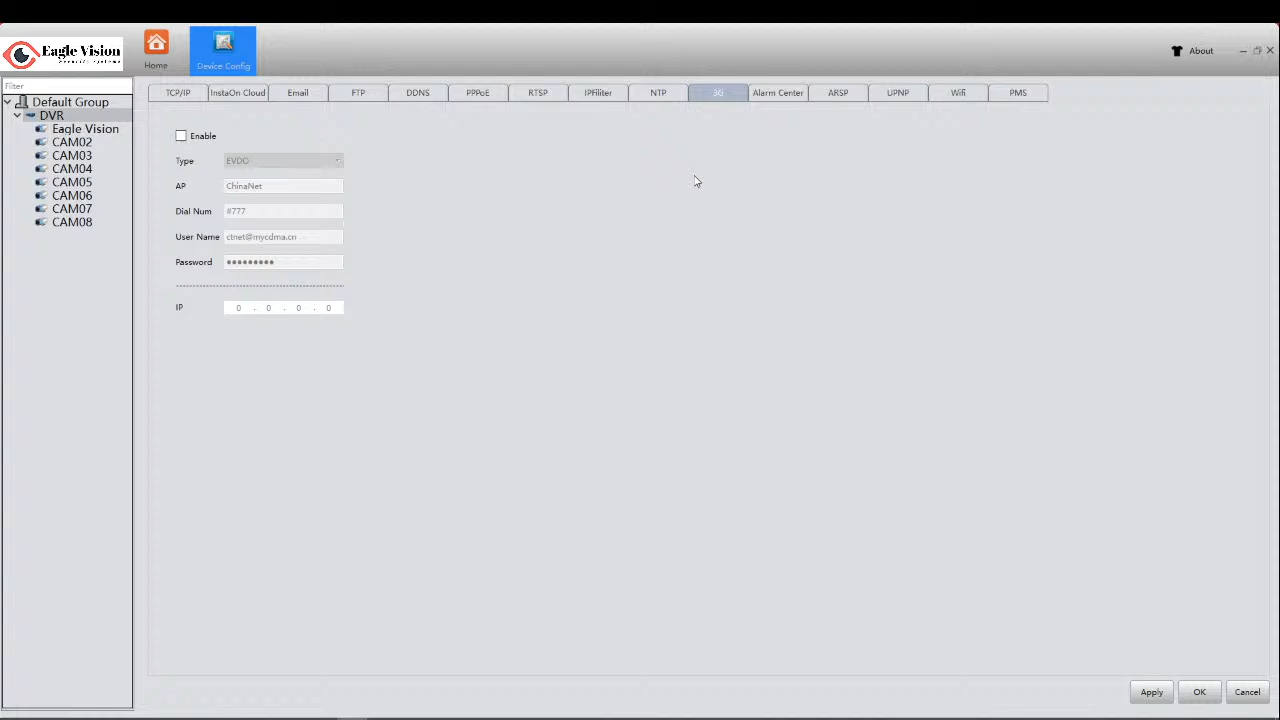 Eagle Vision
Home
Device Config
About
Filter
TCP/IP InstaOn Cloud Email FTP DDNS PPPoE RTSP IPFiliter NTP 3G Alarm Center ARSP UPNP Wifi PMS
Default Group
DVR
Eagle Vision
CAM02
CAM03
CAM04
CAM05
CAM06
CAM07
CAM08
Enable
Type EVDO
AP ChinaNet
Dial Num #777
User Name ctnet@mycdma.cn
Password •••••••••
IP 0 . 0 . 0 . 0
Apply OK Cancel